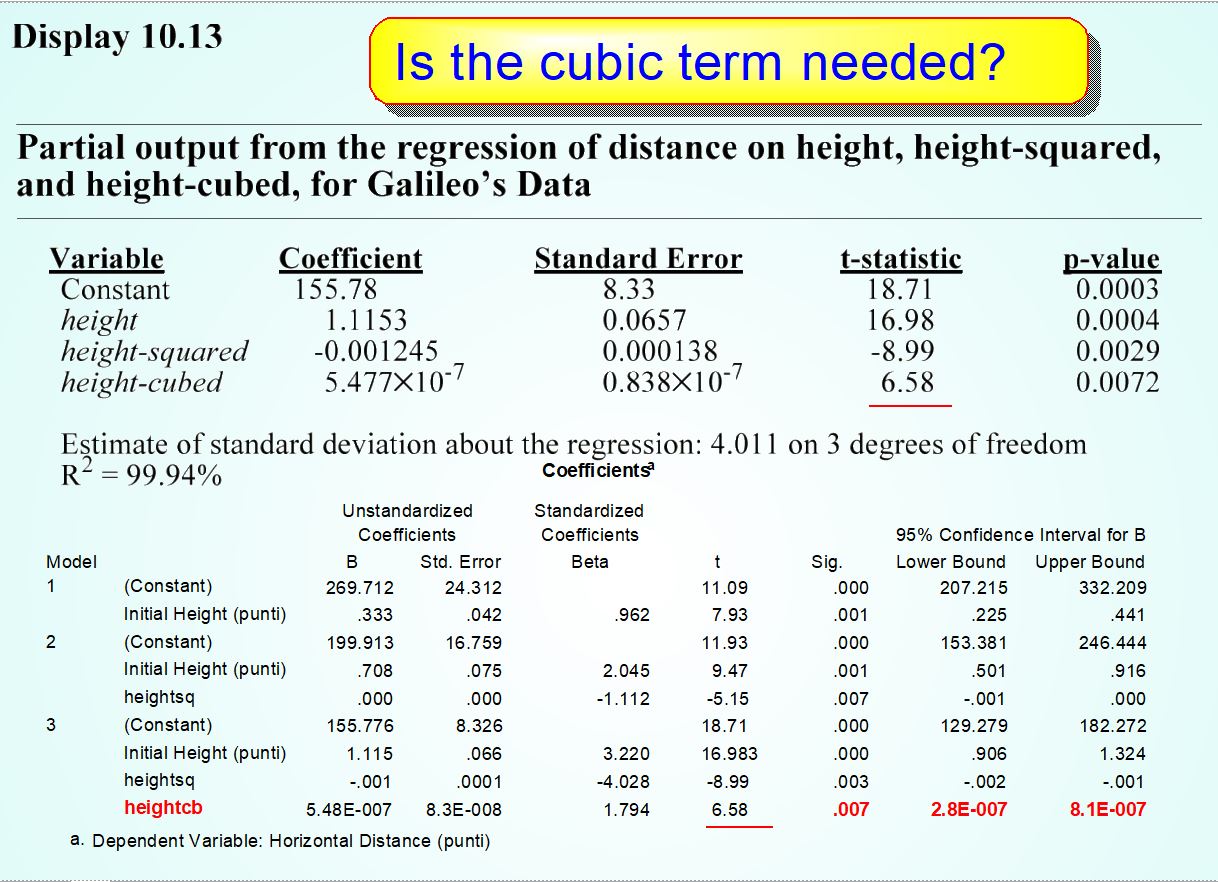 Display 10.13
Is the cubic term needed?
Partial output from the regression of distance on height, height-squared,
and height-cubed, for Galileo's Data
Variable Coefficient Standard Error t-statistic p-value
Constant 155.78 8.33 18.71 0.0003
height 1.1153 0.0657 16.98 0.0004
height-squared -0.001245 0.000138 -8.99 0.0029
height-cubed 5.477×10⁻⁷ 0.838×10⁻⁷ 6.58 0.0072
Estimate of standard deviation about the regression: 4.011 on 3 degrees of freedom
R² = 99.94%
Coefficientsᵃ
Unstandardized Standardized
Coefficients Coefficients 95% Confidence Interval for B
Model B Std. Error Beta t Sig. Lower Bound Upper Bound
1 (Constant) 269.712 24.312 11.09 .000 207.215 332.209
Initial Height (punti) .333 .042 .962 7.93 .001 .225 .441
2 (Constant) 199.913 16.759 11.93 .000 153.381 246.444
Initial Height (punti) .708 .075 2.045 9.47 .001 .501 .916
heightsq .000 .000 -1.112 -5.15 .007 -.001 .000
3 (Constant) 155.776 8.326 18.71 .000 129.279 182.272
Initial Height (punti) 1.115 .066 3.220 16.983 .000 .906 1.324
heightsq -.001 .0001 -4.028 -8.99 .003 -.002 -.001
heightcb 5.48E-007 8.3E-008 1.794 6.58 .007 2.8E-007 8.1E-007
a. Dependent Variable: Horizontal Distance (punti)